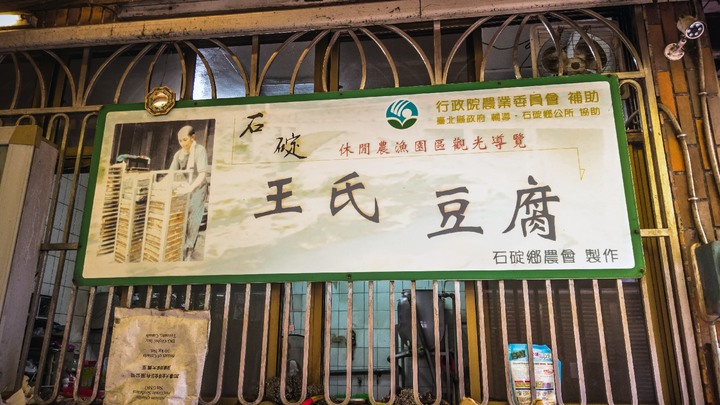 行政院農業委員會 補助
臺北縣政府 輔導・石碇鄉公所 協助
石碇
休閒農漁園區觀光導覽
王氏豆腐
石碇鄉農會 製作